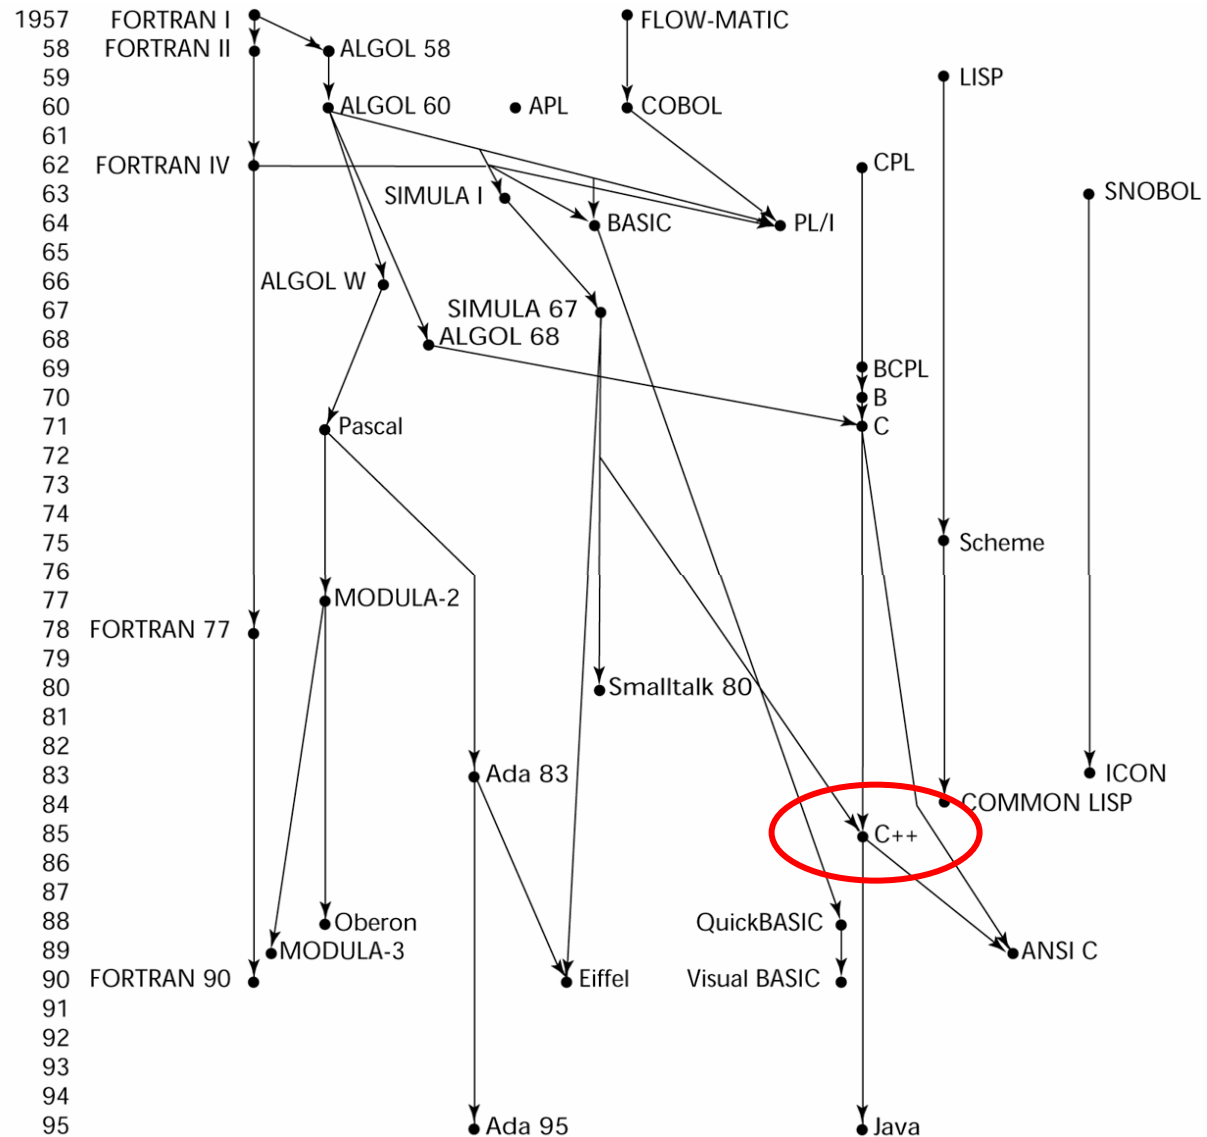 1957 FORTRAN I FLOW-MATIC
58 FORTRAN II ALGOL 58
59 LISP
60 ALGOL 60 APL COBOL
61
62 FORTRAN IV CPL
63 SIMULA I SNOBOL
64 BASIC PL/I
65
66 ALGOL W
67 SIMULA 67
68 ALGOL 68
69 BCPL
70 B
71 Pascal C
72
73
74
75 Scheme
76
77 MODULA-2
78 FORTRAN 77
79
80 Smalltalk 80
81
82
83 Ada 83 ICON
84 COMMON LISP
85 C++
86
87
88 Oberon QuickBASIC
89 MODULA-3 ANSI C
90 FORTRAN 90 Eiffel Visual BASIC
91
92
93
94
95 Ada 95 Java